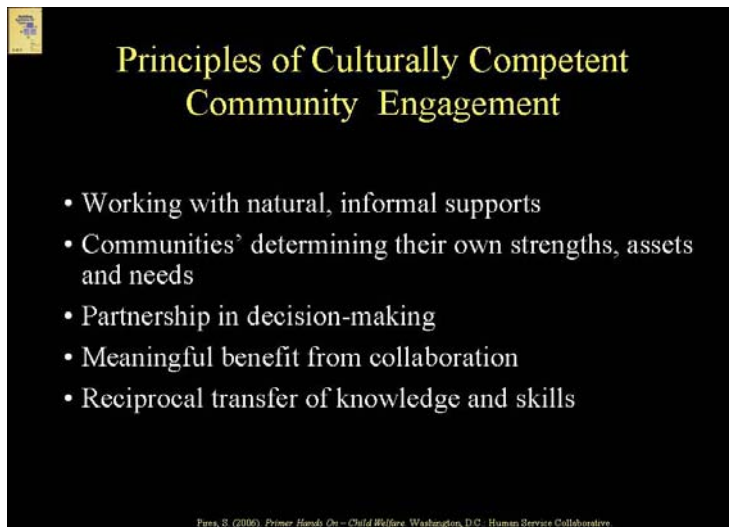 Principles of Culturally Competent
Community Engagement
• Working with natural, informal supports
• Communities’ determining their own strengths, assets
and needs
• Partnership in decision-making
• Meaningful benefit from collaboration
• Reciprocal transfer of knowledge and skills
Pires, S. (2006). Primer Hands On – Child Welfare. Washington, D.C.: Human Service Collaborative.